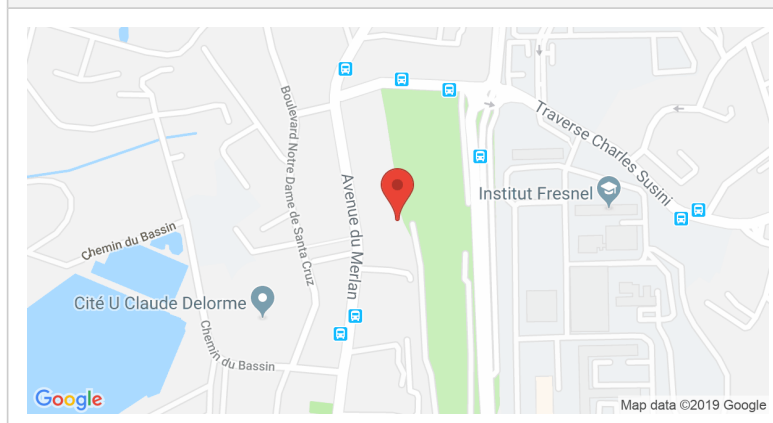 Boulevard Notre Dame de Santa Cruz
Traverse Charles Susini
Avenue du Merlan
Institut Fresnel
Chemin du Bassin
Cité U Claude Delorme
Chemin du Bassin
Google
Map data ©2019 Google